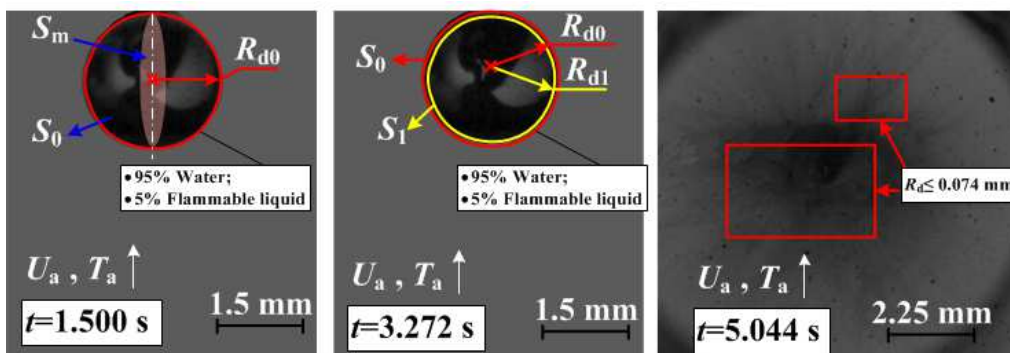 S_m
R_d0
S_0
• 95% Water;
• 5% Flammable liquid
U_a , T_a
t=1.500 s
1.5 mm
S_0
R_d0
R_d1
S_1
• 95% Water;
• 5% Flammable liquid
U_a , T_a
t=3.272 s
1.5 mm
R_d≤ 0.074 mm
U_a , T_a
t=5.044 s
2.25 mm